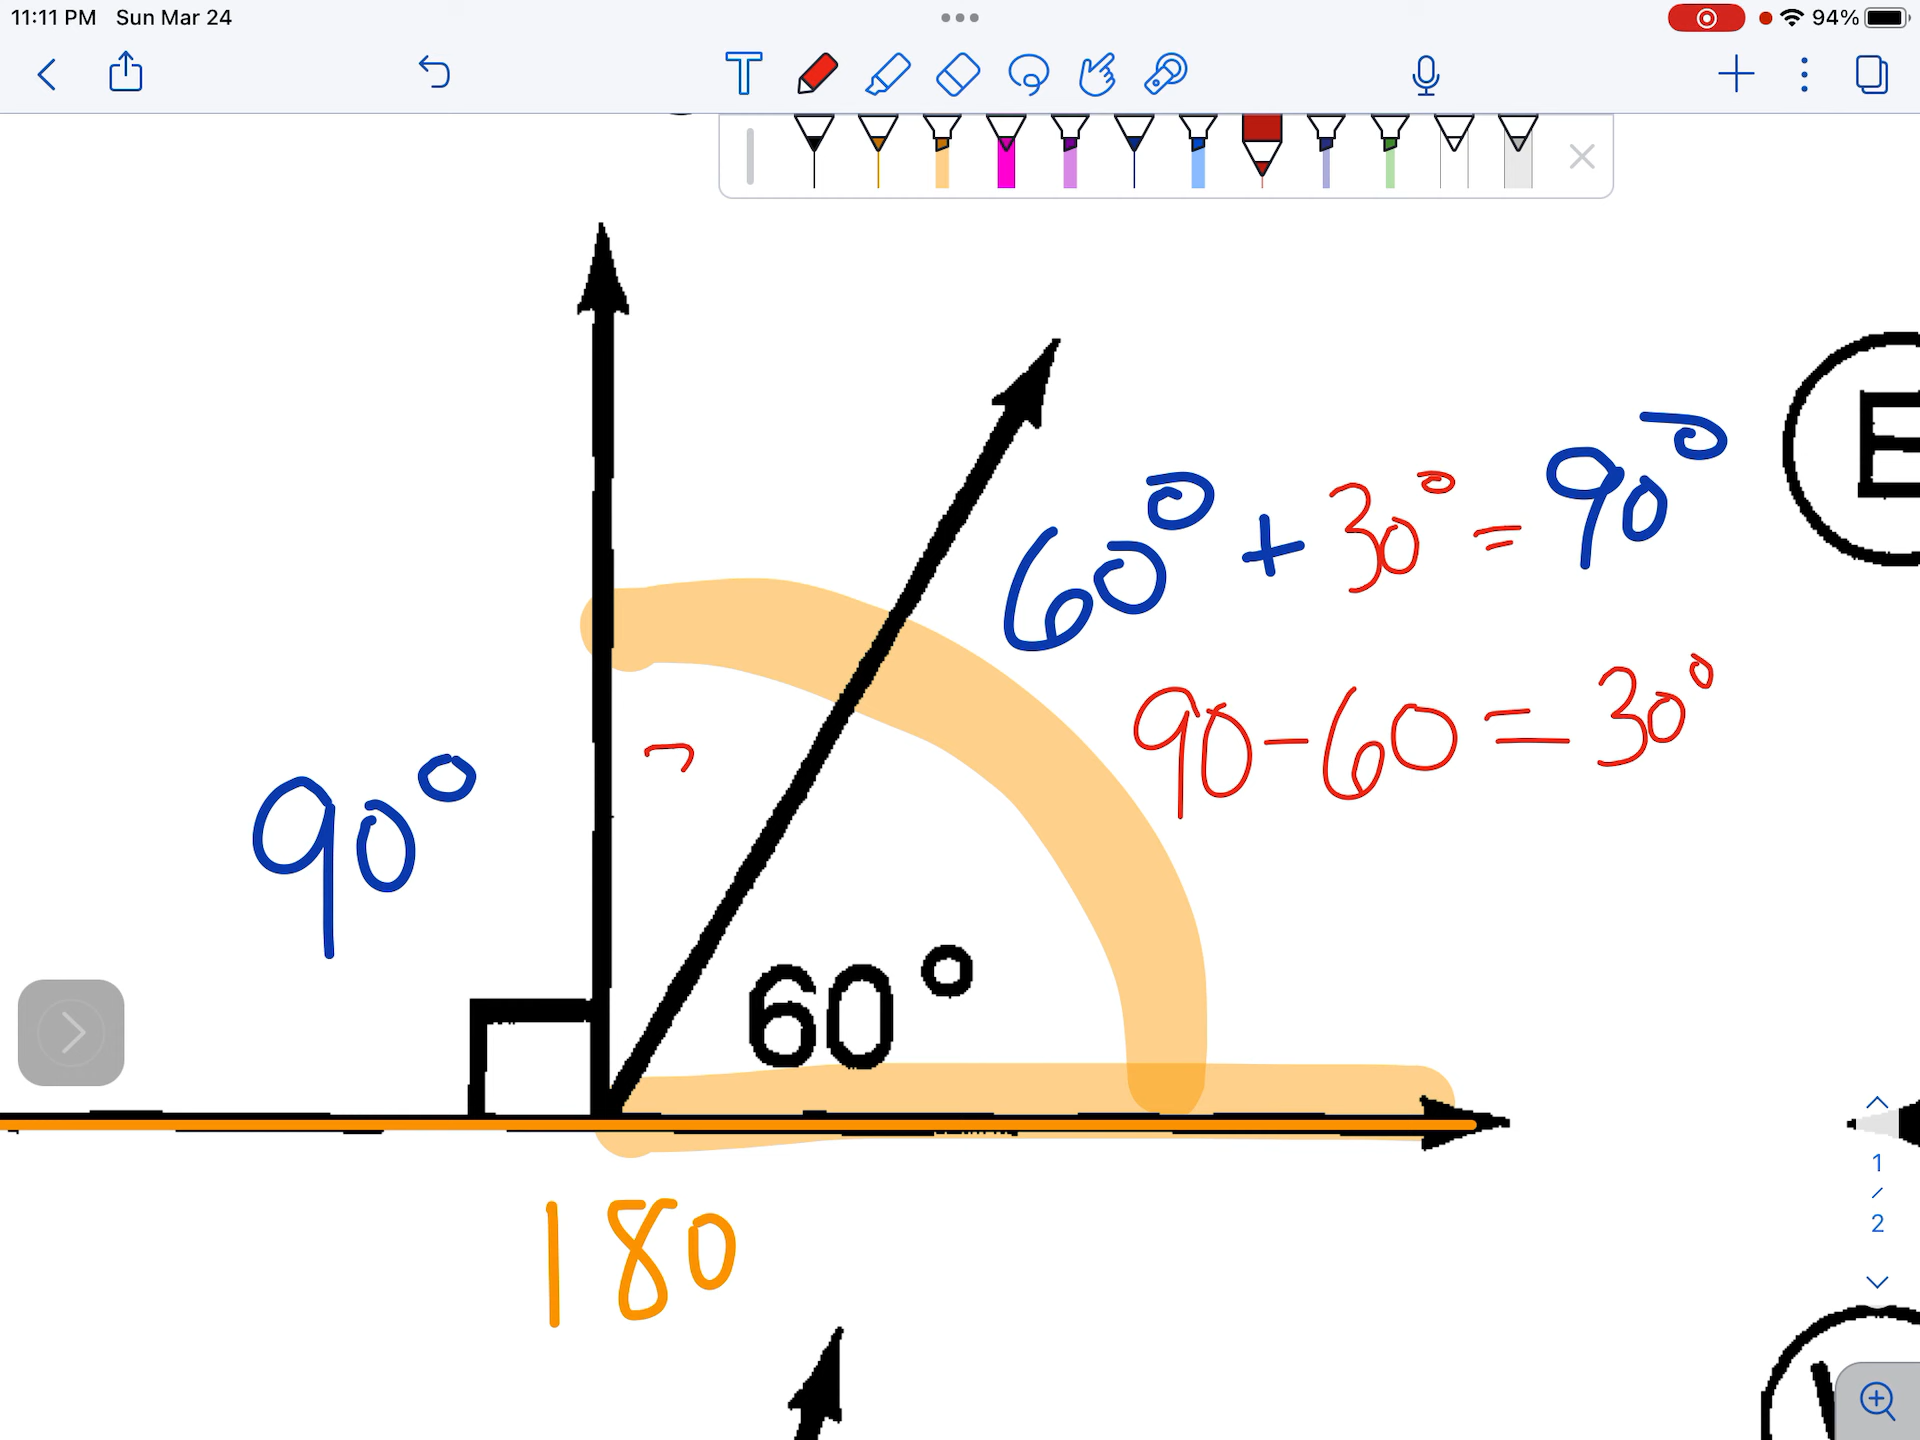 11:11 PM Sun Mar 24
94%
T
E
60° + 30° = 90°
90-60 = 30°
90°
60°
1
/
2
180